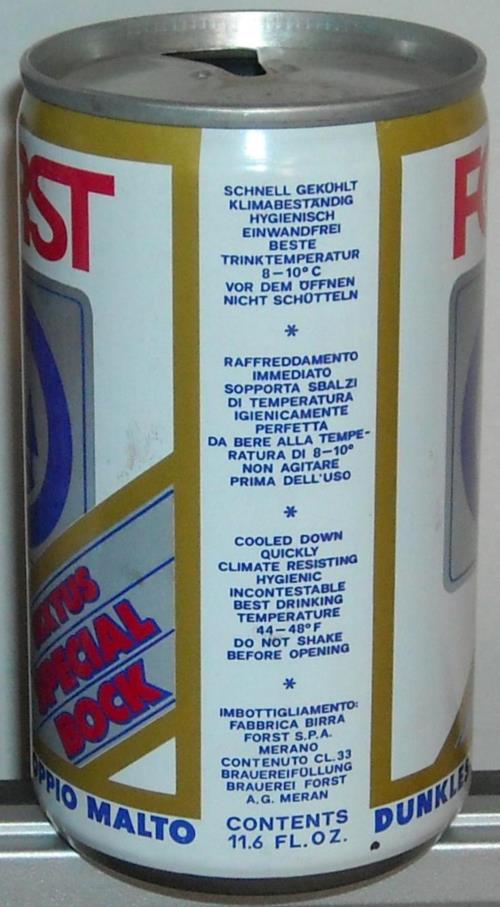 RST
SCHNELL GEKÜHLT
KLIMABESTÄNDIG
HYGIENISCH
EINWANDFREI
BESTE
TRINKTEMPERATUR
8–10° C
VOR DEM ÖFFNEN
NICHT SCHÜTTELN
*
RAFFREDDAMENTO
IMMEDIATO
SOPPORTA SBALZI
DI TEMPERATURA
IGIENICAMENTE
PERFETTA
DA BERE ALLA TEMPE-
RATURA DI 8–10°
NON AGITARE
PRIMA DELL'USO
*
COOLED DOWN
QUICKLY
CLIMATE RESISTING
HYGIENIC
INCONTESTABLE
BEST DRINKING
TEMPERATURE
44–48° F
DO NOT SHAKE
BEFORE OPENING
*
IMBOTTIGLIAMENTO:
FABBRICA BIRRA
FORST S.P.A.
MERANO
CONTENUTO CL.33
BRAUEREIFÜLLUNG
BRAUEREI FORST
A.G. MERAN
CONTENTS
11.6 FL. OZ.
XTUS
SPECIAL
BOCK
OPPIO MALTO
DUNKLES